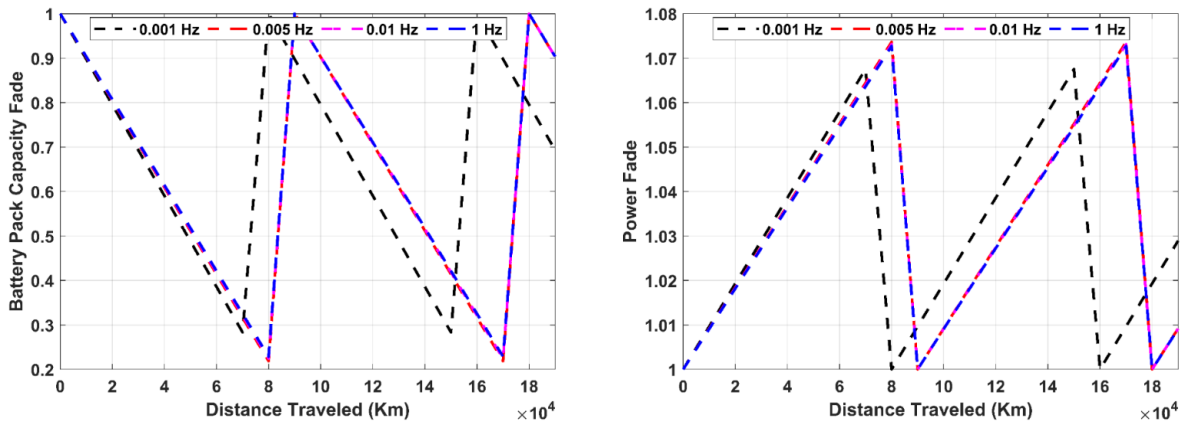 0.001 Hz 0.005 Hz 0.01 Hz 1 Hz
1
0.9
0.8
0.7
0.6
0.5
0.4
0.3
0.2
Battery Pack Capacity Fade
0 2 4 6 8 10 12 14 16 18
Distance Traveled (Km)
×10⁴
0.001 Hz 0.005 Hz 0.01 Hz 1 Hz
1.08
1.07
1.06
1.05
1.04
1.03
1.02
1.01
1
Power Fade
0 2 4 6 8 10 12 14 16 18
Distance Traveled (Km)
×10⁴